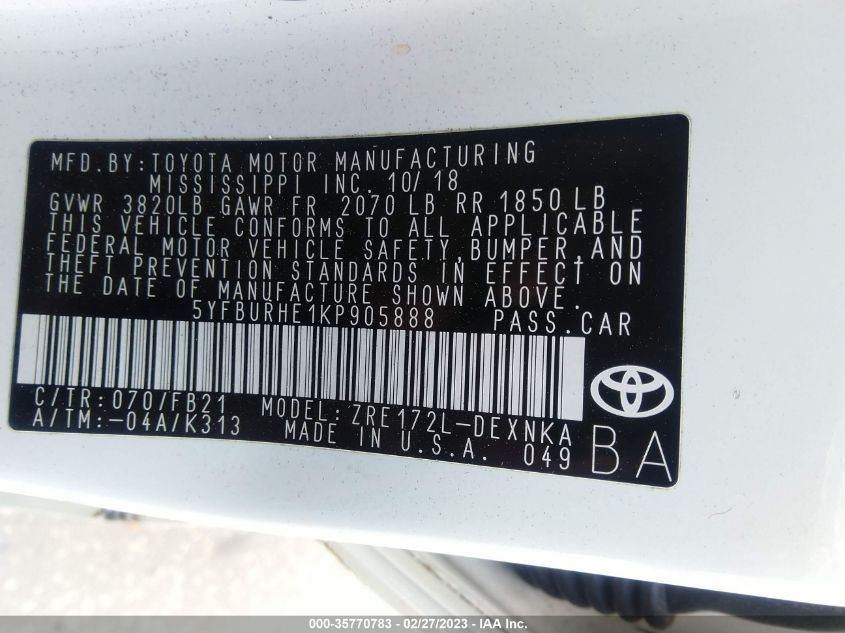 MFD.BY:TOYOTA MOTOR MANUFACTURING
MISSISSIPPI INC. 10/18
GVWR 3820LB GAWR FR 2070 LB RR 1850 LB
THIS VEHICLE CONFORMS TO ALL APPLICABLE
FEDERAL MOTOR VEHICLE SAFETY,BUMPER,AND
THEFT PREVENTION STANDARDS IN EFFECT ON
THE DATE OF MANUFACTURE SHOWN ABOVE.
5YFBURHE1KP905888 PASS.CAR
C/TR:070/FB21 MODEL:ZRE172L-DEXNKA
A/TM:-04A/K313 MADE IN U.S.A. 049
BA
000-35770783 - 02/27/2023 - IAA Inc.